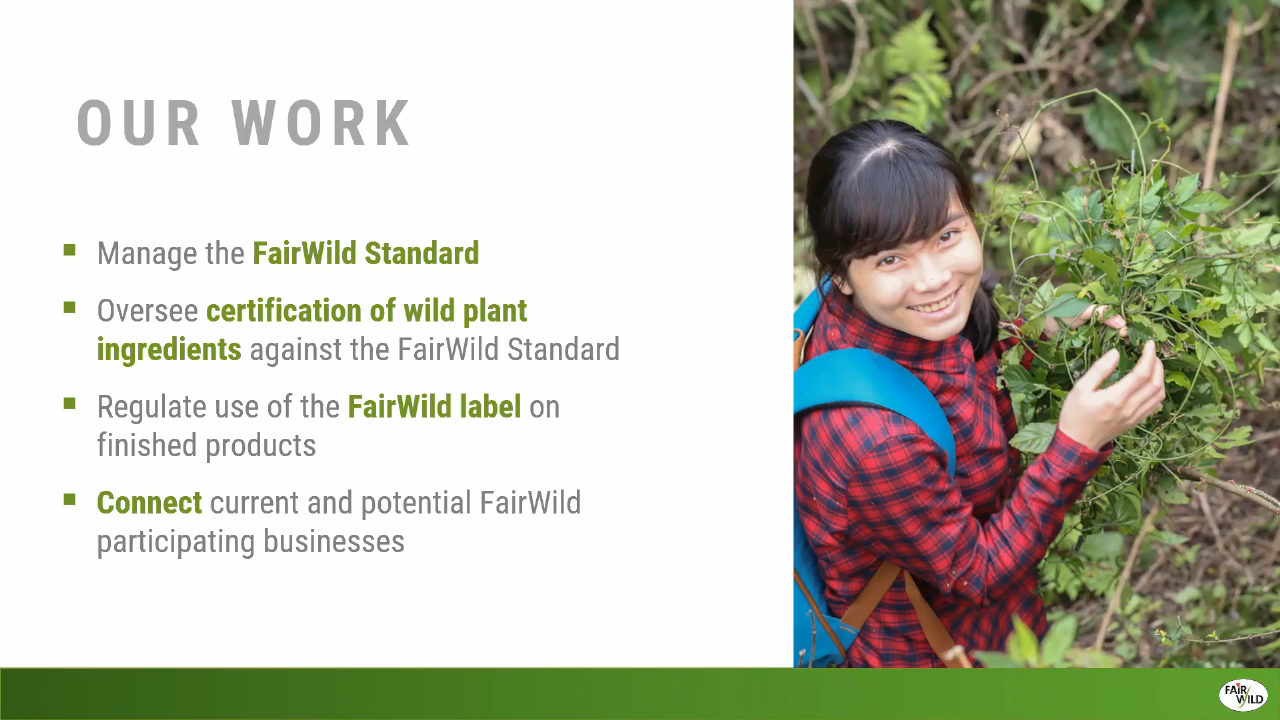 OUR WORK
Manage the FairWild Standard
Oversee certification of wild plant
ingredients against the FairWild Standard
Regulate use of the FairWild label on
finished products
Connect current and potential FairWild
participating businesses
FAIR
WILD